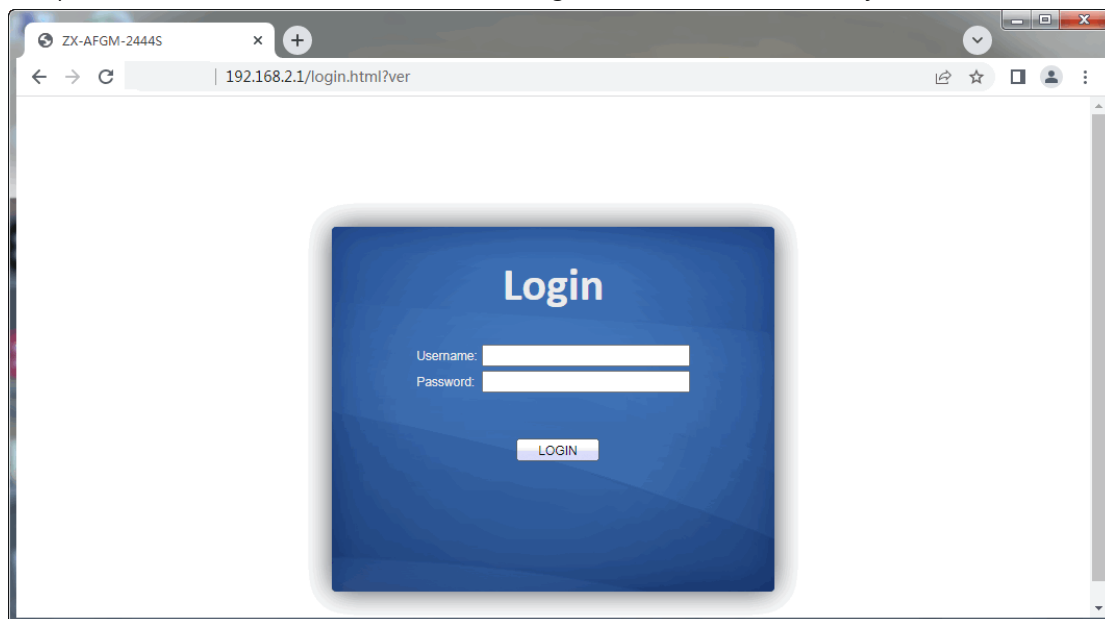 ZX-AFGM-2444S
192.168.2.1/login.html?ver
Login
Username:
Password:
LOGIN